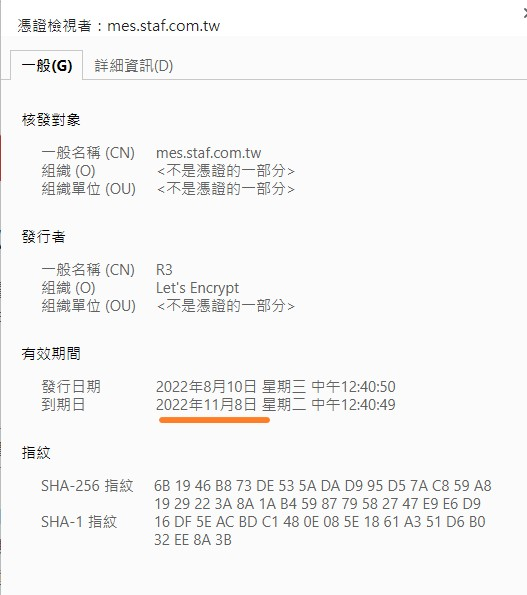 憑證檢視者：mes.staf.com.tw
一般(G) 詳細資訊(D)
核發對象
一般名稱 (CN) mes.staf.com.tw
組織 (O) <不是憑證的一部分>
組織單位 (OU) <不是憑證的一部分>
發行者
一般名稱 (CN) R3
組織 (O) Let's Encrypt
組織單位 (OU) <不是憑證的一部分>
有效期間
發行日期 2022年8月10日 星期三 中午12:40:50
到期日 2022年11月8日 星期二 中午12:40:49
指紋
SHA-256 指紋 6B 19 46 B8 73 DE 53 5A DA D9 95 D5 7A C8 59 A8
19 29 22 3A 8A 1A B4 59 87 79 58 27 47 E9 E6 D9
SHA-1 指紋 16 DF 5E AC BD C1 48 0E 08 5E 18 61 A3 51 D6 B0
32 EE 8A 3B